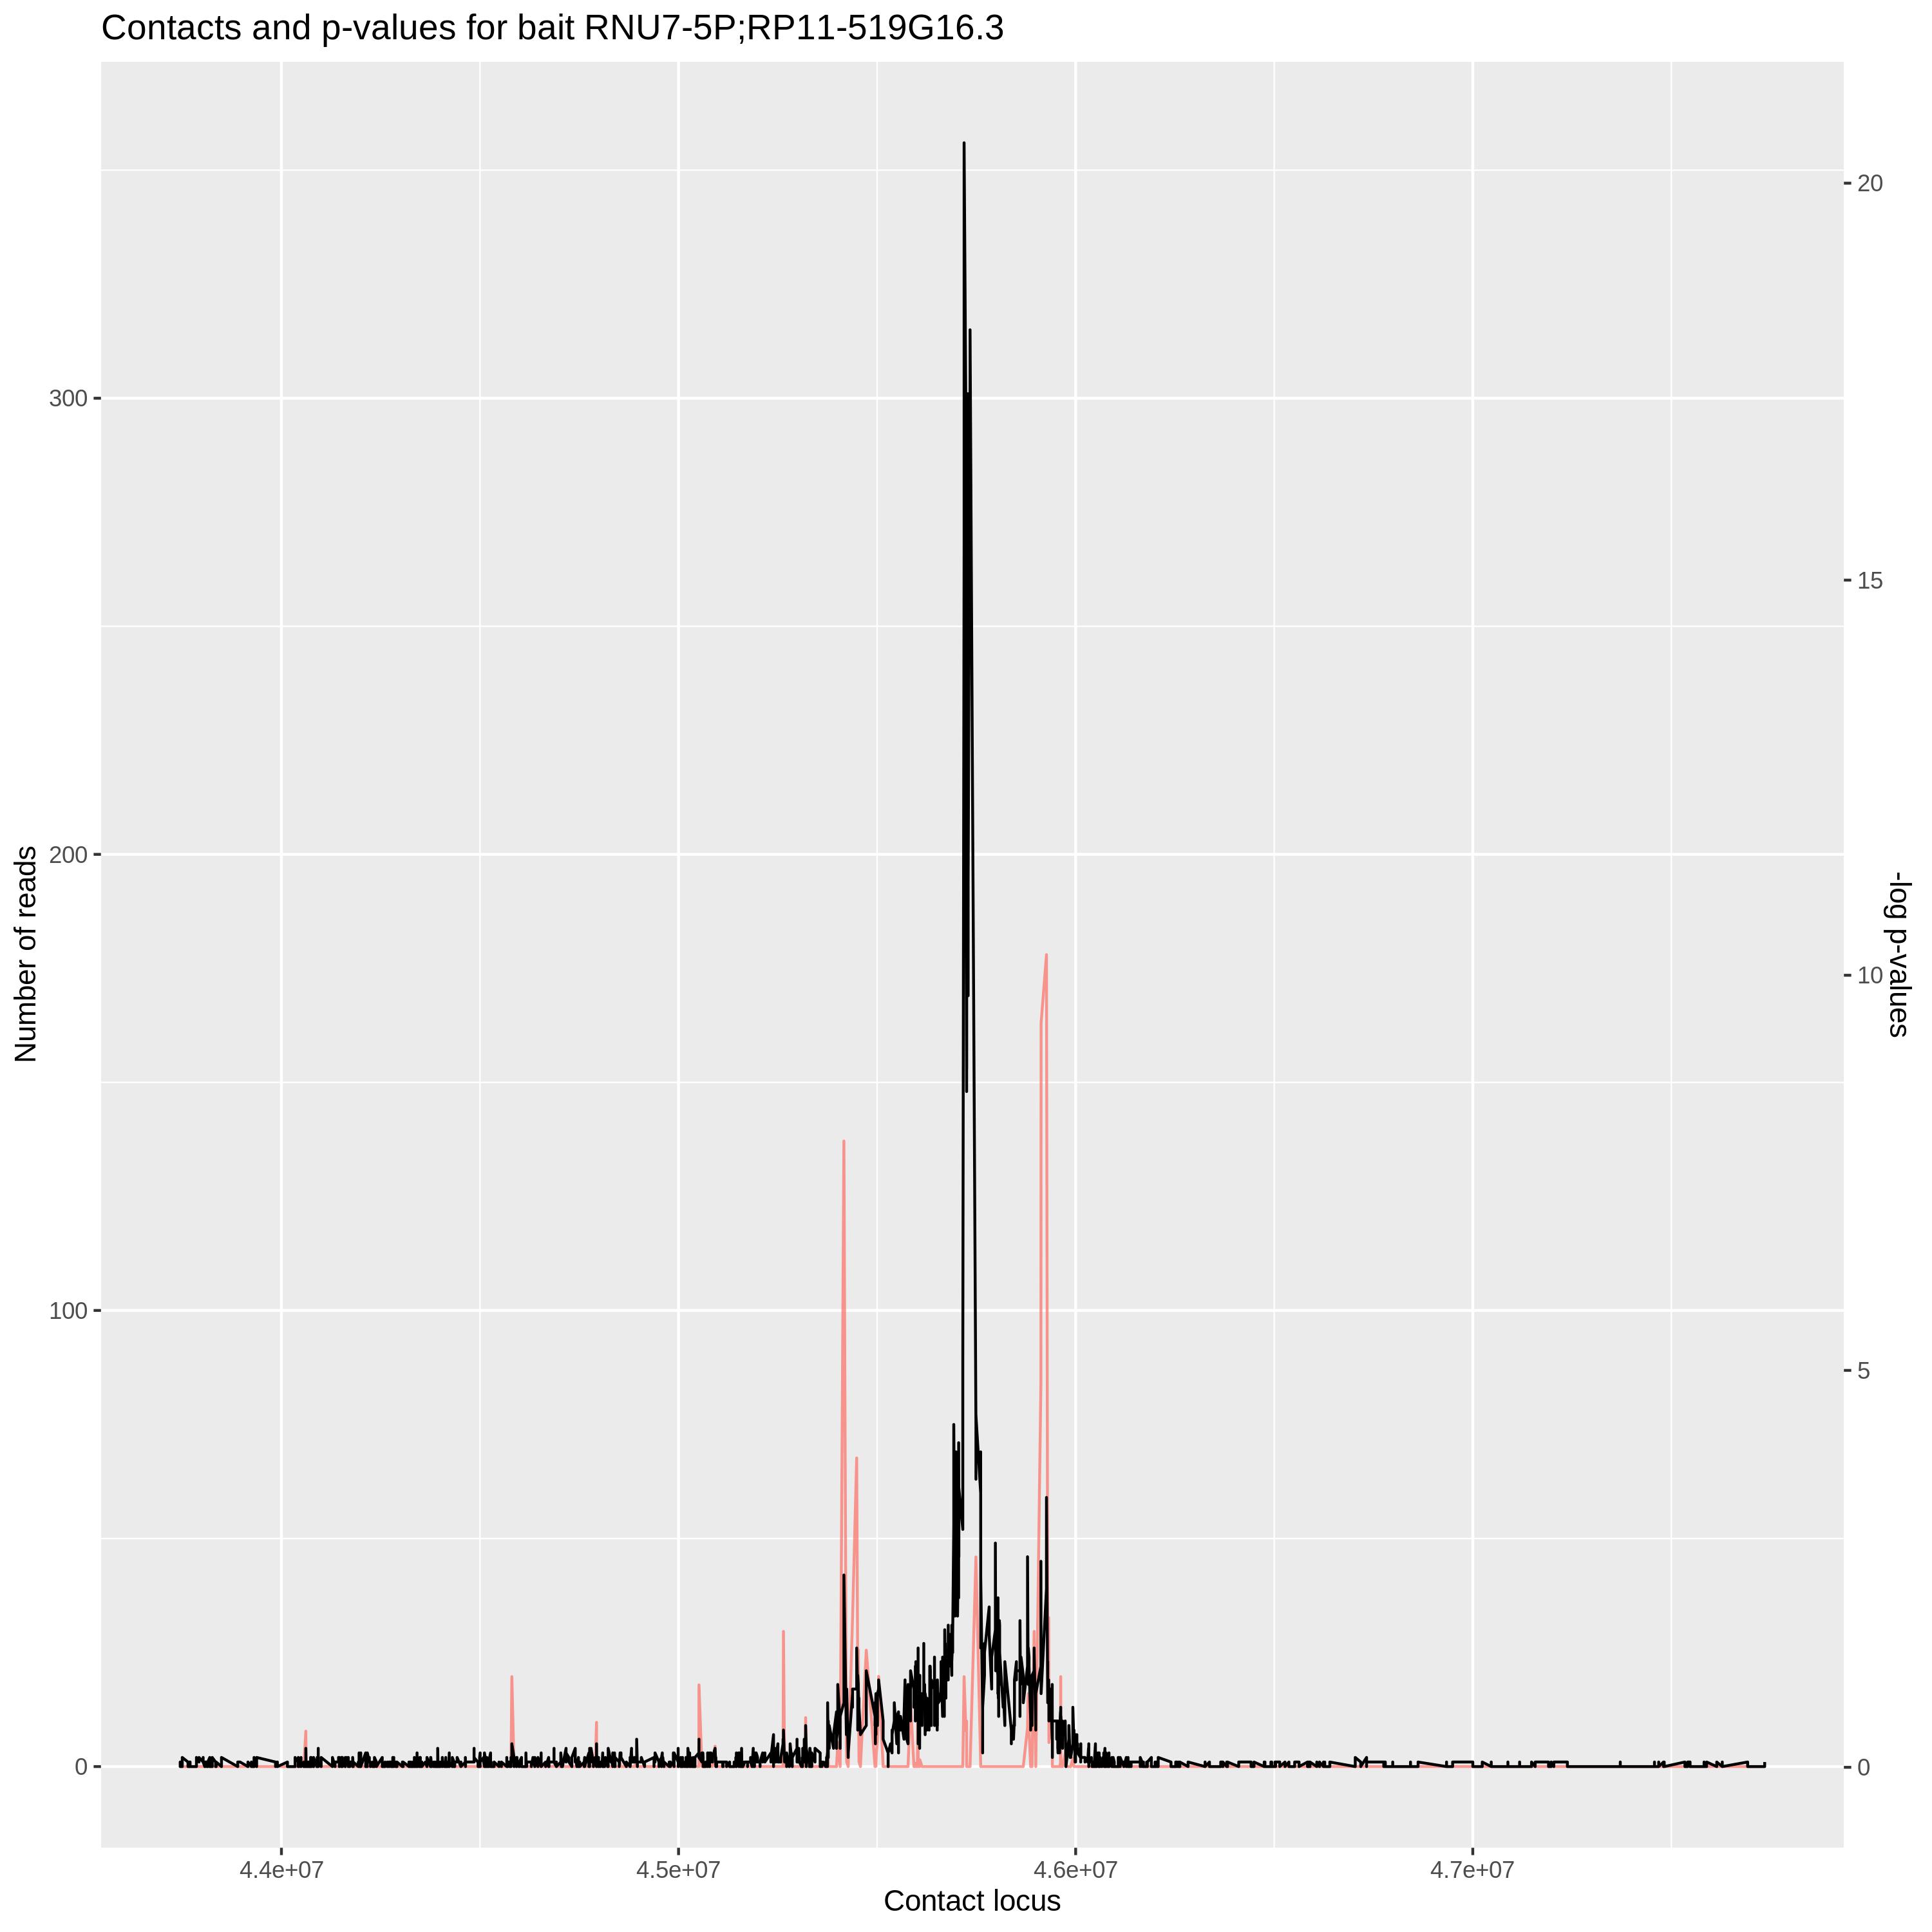 Contacts and p-values for bait RNU7-5P;RP11-519G16.3
Number of reads
300
200
100
0
20
15
10
5
0
-log p-values
4.4e+07
4.5e+07
4.6e+07
4.7e+07
Contact locus